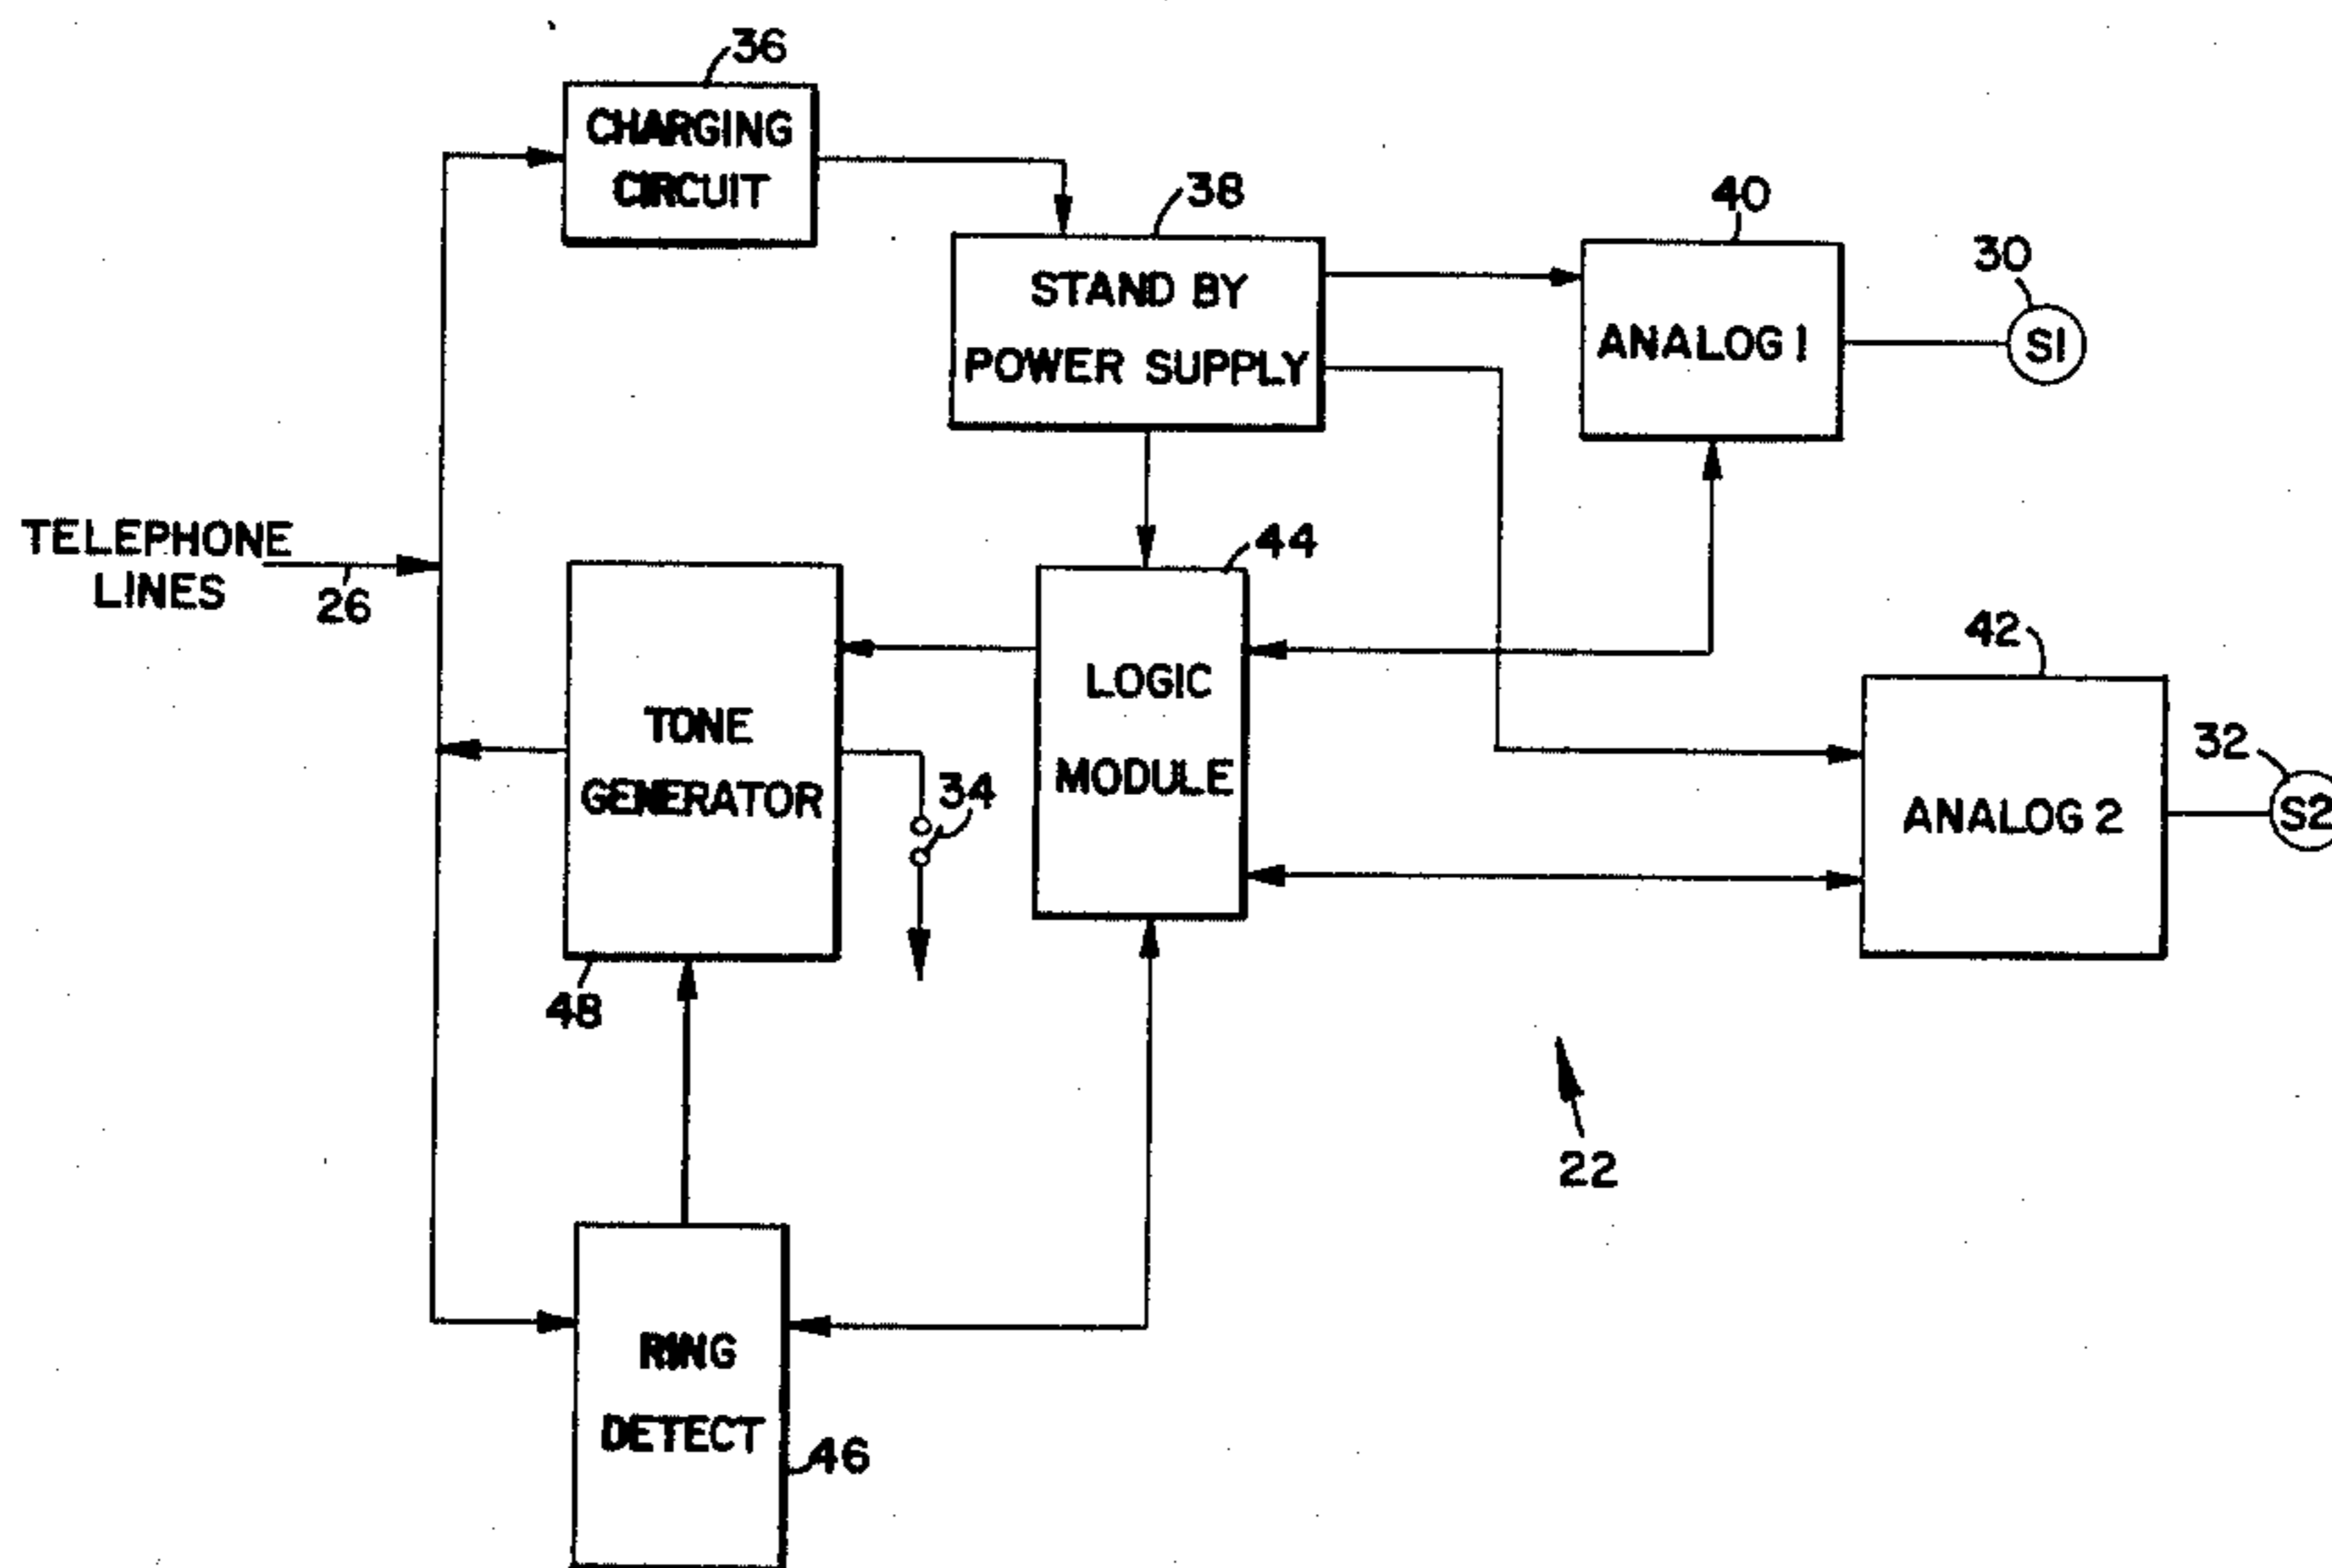 36
CHARGING
CIRCUIT
38
STAND BY
POWER SUPPLY
40
ANALOG 1
30
S1
TELEPHONE
LINES
26
44
LOGIC
MODULE
TONE
GENERATOR
34
48
42
ANALOG 2
32
S2
22
RING
DETECT
46